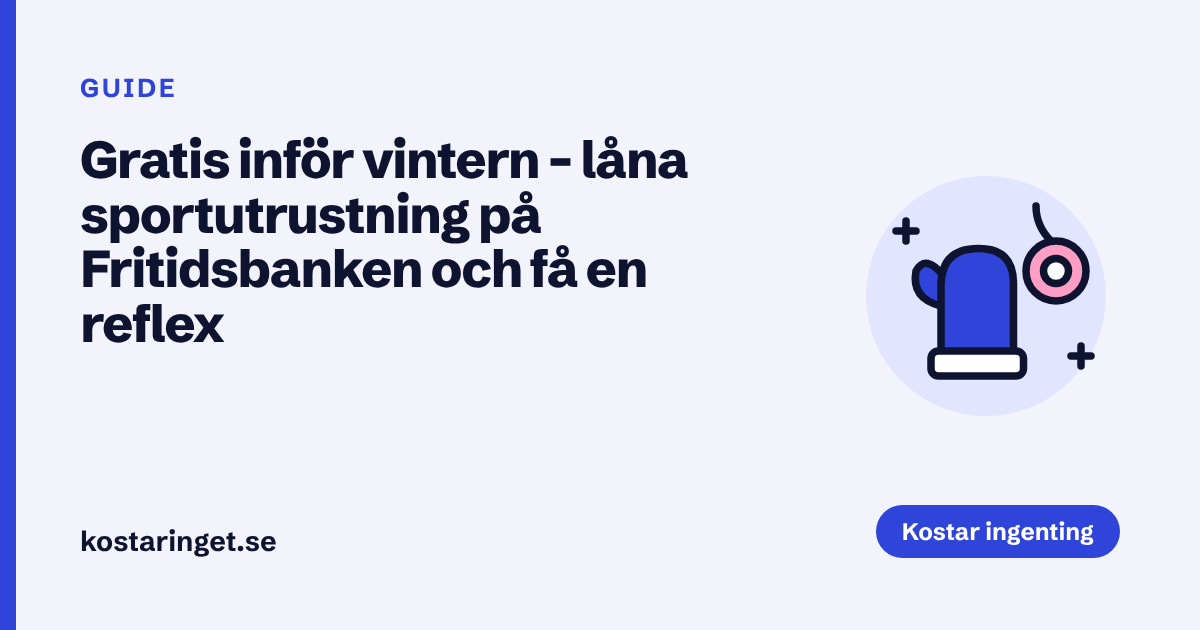 GUIDE
Gratis inför vintern – låna
sportutrustning på
Fritidsbanken och få en
reflex
kostaringet.se
Kostar ingenting